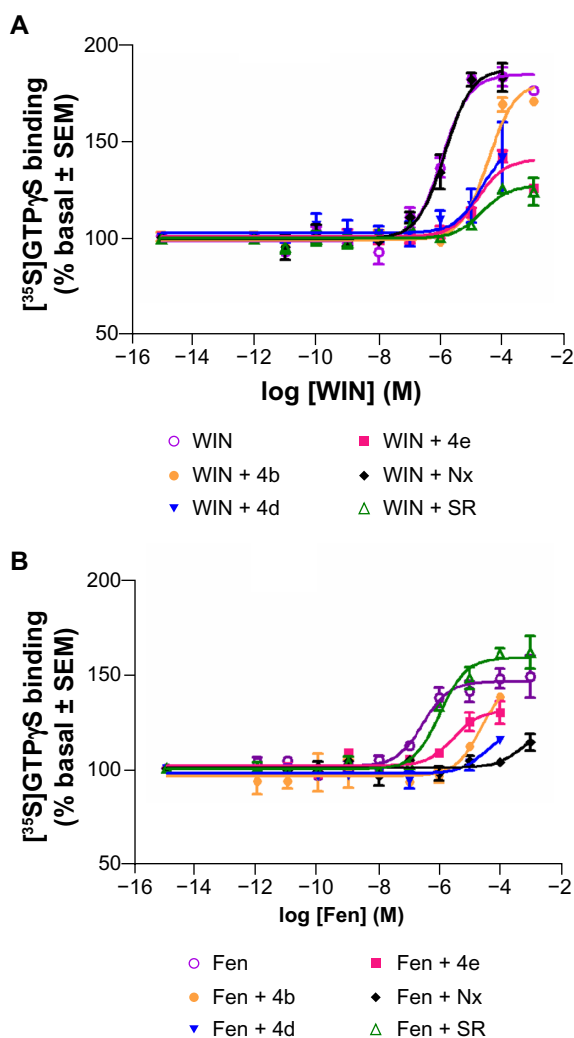 A
[³⁵S]GTPγS binding
(% basal ± SEM)
200
150
100
50
−16 −14 −12 −10 −8 −6 −4 −2
log [WIN] (M)
WIN WIN + 4e
WIN + 4b WIN + Nx
WIN + 4d WIN + SR
B
[³⁵S]GTPγS binding
(% basal ± SEM)
200
150
100
50
−16 −14 −12 −10 −8 −6 −4 −2
log [Fen] (M)
Fen Fen + 4e
Fen + 4b Fen + Nx
Fen + 4d Fen + SR